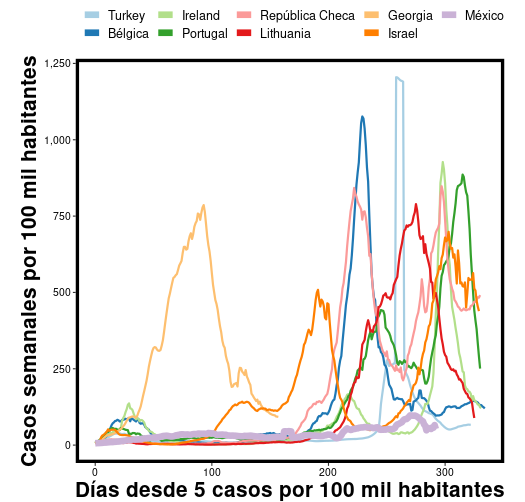 Turkey Ireland República Checa Georgia México
Bélgica Portugal Lithuania Israel
Casos semanales por 100 mil habitantes
1,250
1,000
750
500
250
0
0 100 200 300
Días desde 5 casos por 100 mil habitantes